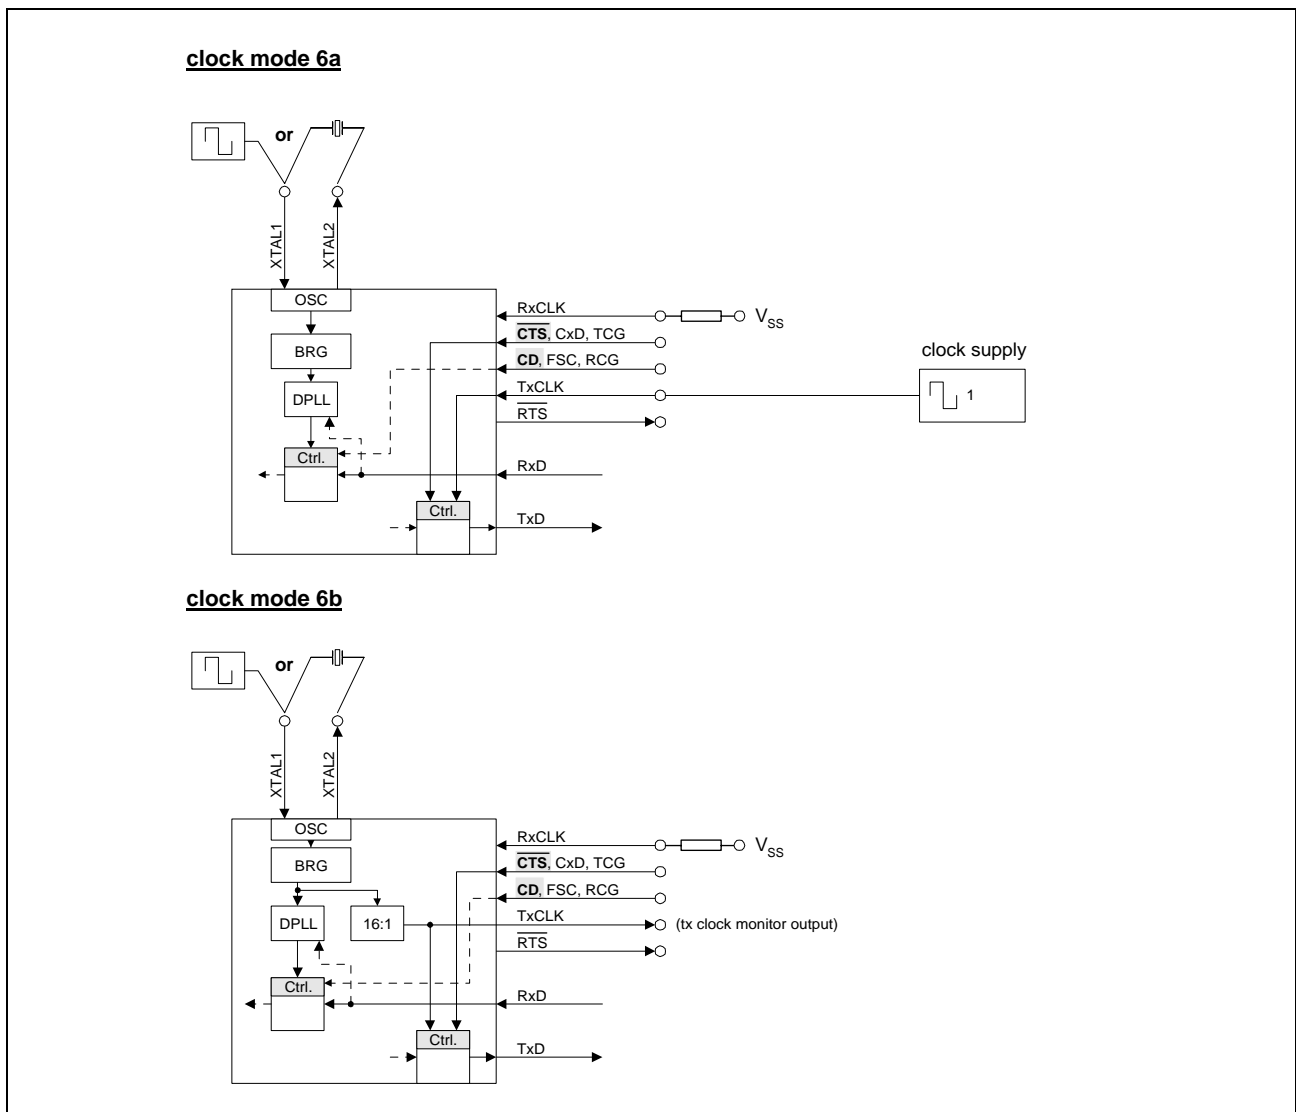 clock mode 6a
or
XTAL1
XTAL2
OSC
RxCLK
VSS
CTS, CxD, TCG
BRG
clock supply
CD, FSC, RCG
DPLL
TxCLK
1
RTS
Ctrl.
RxD
Ctrl.
TxD
clock mode 6b
or
XTAL1
XTAL2
OSC
RxCLK
VSS
CTS, CxD, TCG
BRG
CD, FSC, RCG
DPLL
16:1
TxCLK
(tx clock monitor output)
RTS
Ctrl.
RxD
Ctrl.
TxD